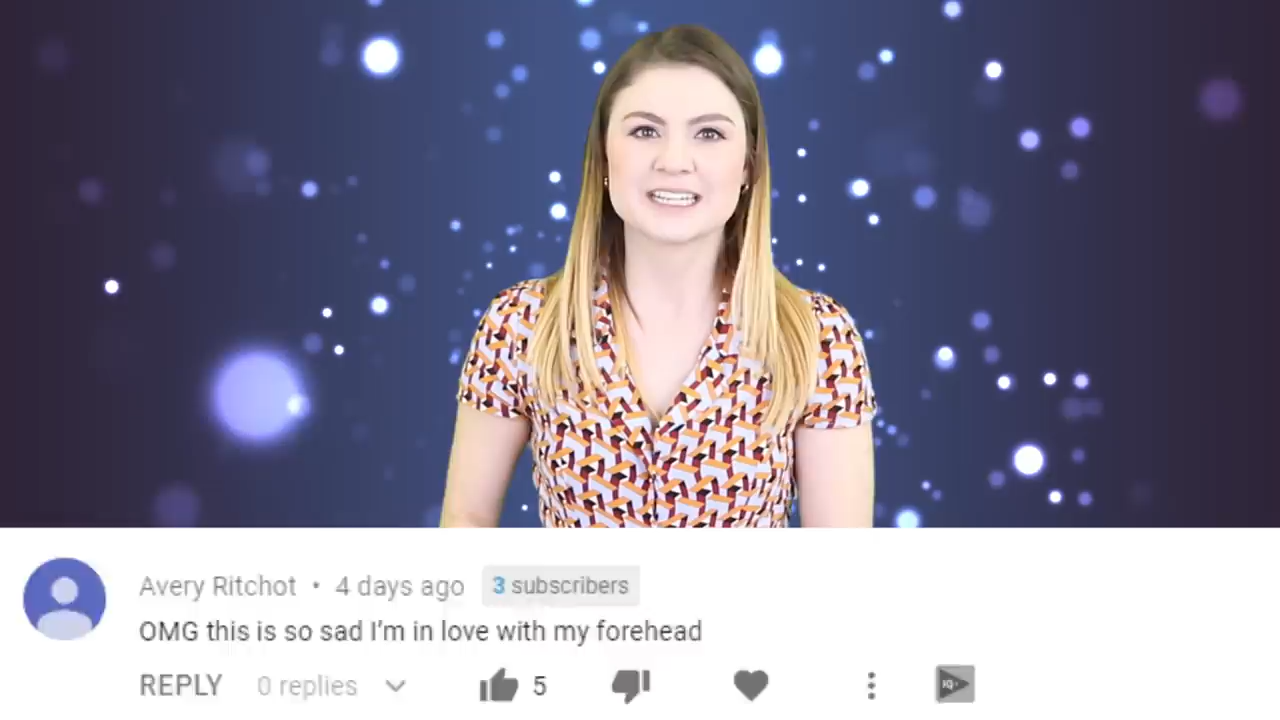 Avery Ritchot • 4 days ago 3 subscribers
OMG this is so sad I'm in love with my forehead
REPLY 0 replies 5
IQ